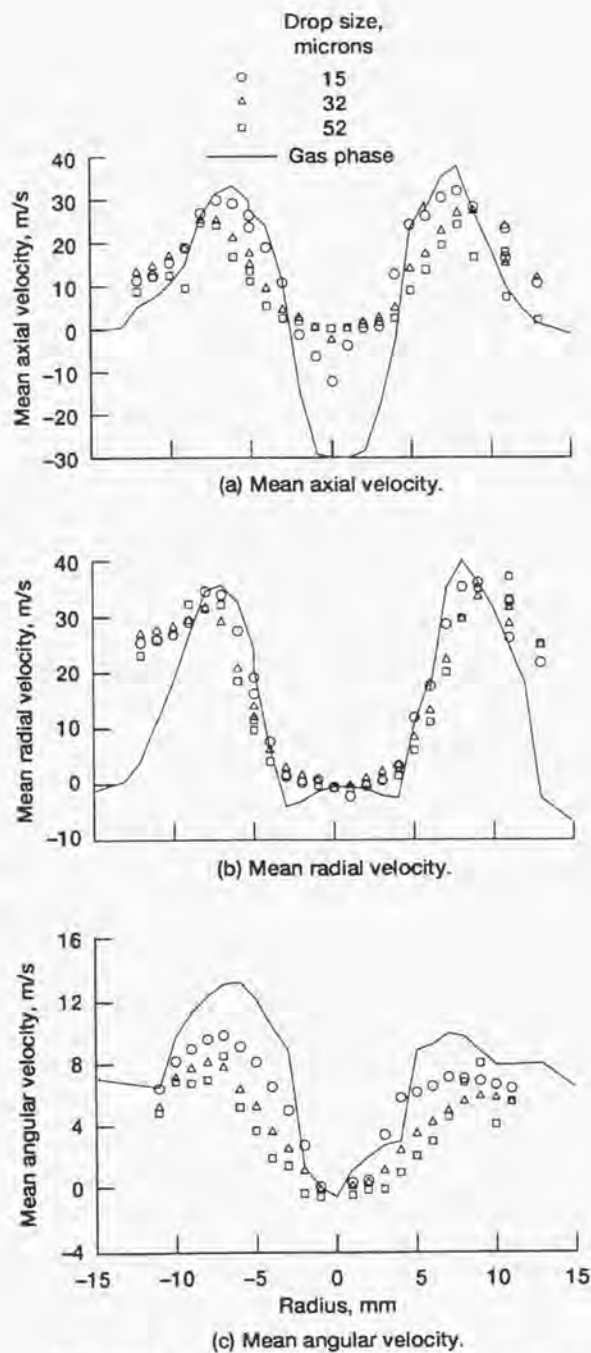 Drop size,
microns
15
32
52
Gas phase
Mean axial velocity, m/s
40
30
20
10
0
−10
−20
−30
(a) Mean axial velocity.
Mean radial velocity, m/s
40
30
20
10
0
−10
(b) Mean radial velocity.
Mean angular velocity, m/s
16
12
8
4
0
−4
−15 −10 −5 0 5 10 15
Radius, mm
(c) Mean angular velocity.